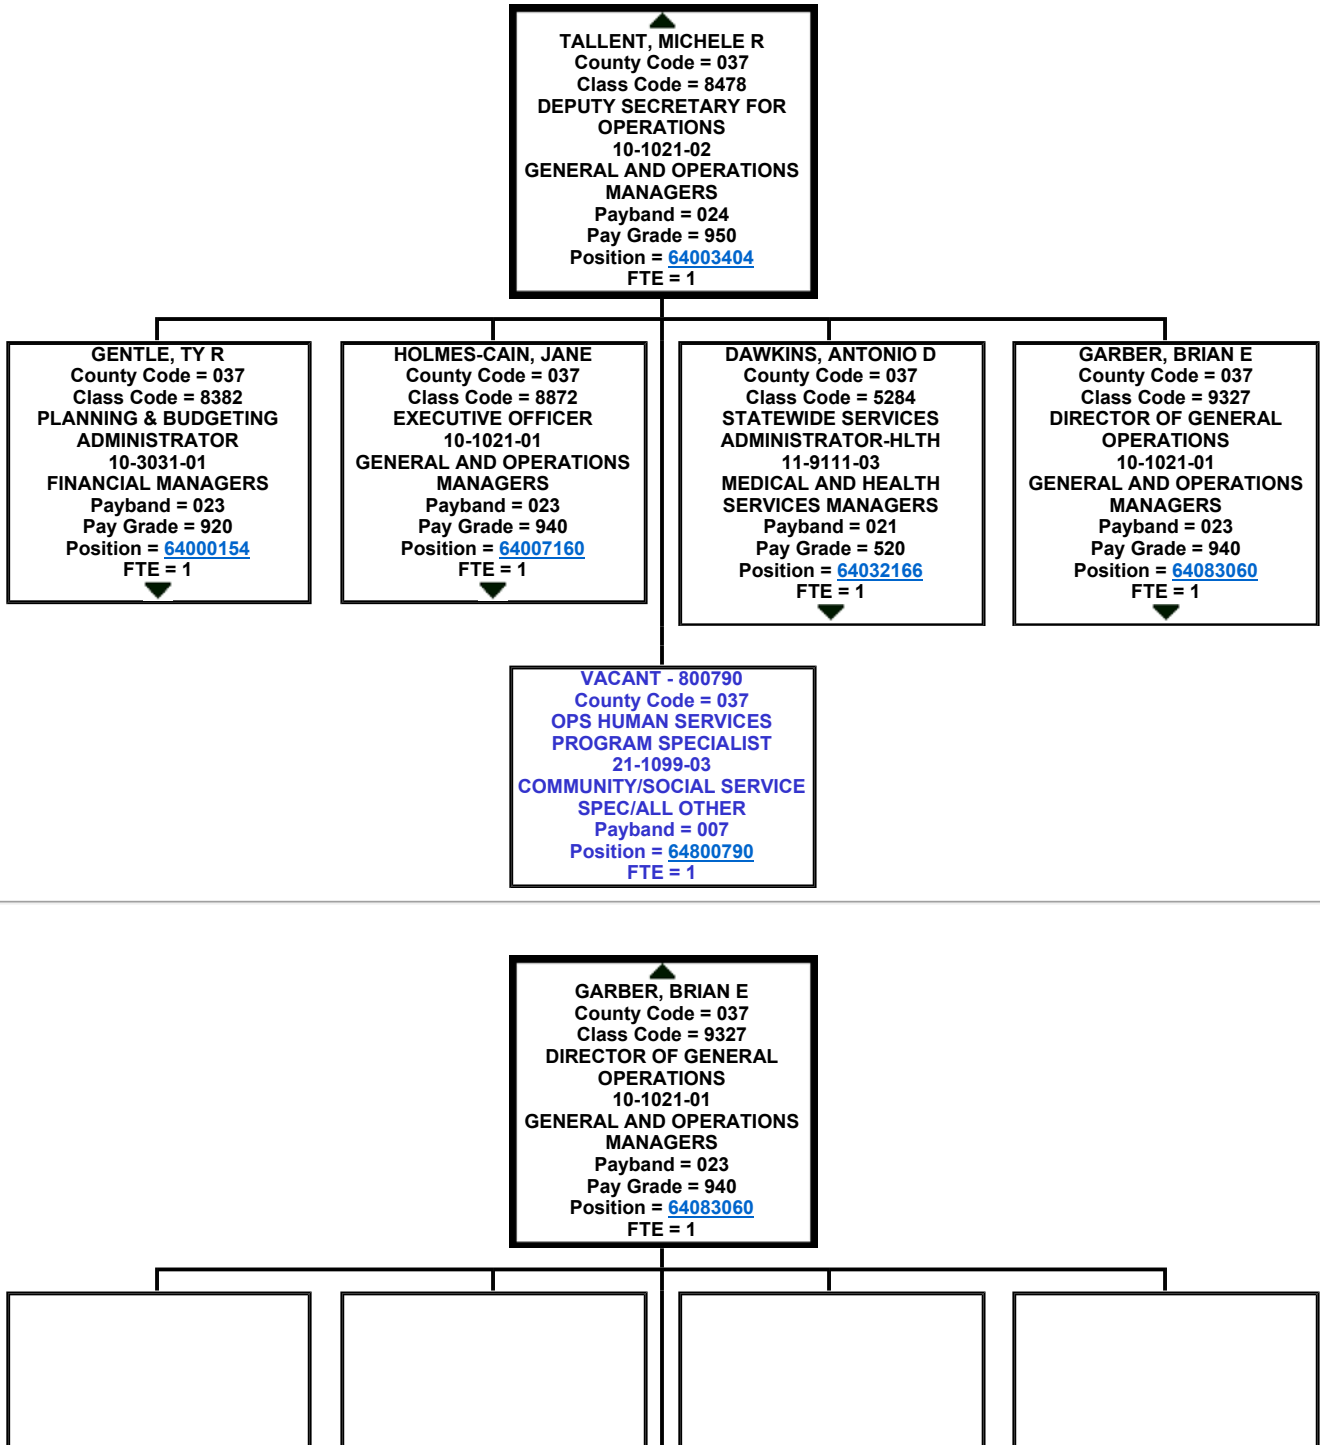 TALLENT, MICHELE R
County Code = 037
Class Code = 8478
DEPUTY SECRETARY FOR
OPERATIONS
10-1021-02
GENERAL AND OPERATIONS
MANAGERS
Payband = 024
Pay Grade = 950
Position = 64003404
FTE = 1
GENTLE, TY R
County Code = 037
Class Code = 8382
PLANNING & BUDGETING
ADMINISTRATOR
10-3031-01
FINANCIAL MANAGERS
Payband = 023
Pay Grade = 920
Position = 64000154
FTE = 1
HOLMES-CAIN, JANE
County Code = 037
Class Code = 8872
EXECUTIVE OFFICER
10-1021-01
GENERAL AND OPERATIONS
MANAGERS
Payband = 023
Pay Grade = 940
Position = 64007160
FTE = 1
DAWKINS, ANTONIO D
County Code = 037
Class Code = 5284
STATEWIDE SERVICES
ADMINISTRATOR-HLTH
11-9111-03
MEDICAL AND HEALTH
SERVICES MANAGERS
Payband = 021
Pay Grade = 520
Position = 64032166
FTE = 1
GARBER, BRIAN E
County Code = 037
Class Code = 9327
DIRECTOR OF GENERAL
OPERATIONS
10-1021-01
GENERAL AND OPERATIONS
MANAGERS
Payband = 023
Pay Grade = 940
Position = 64083060
FTE = 1
VACANT - 800790
County Code = 037
OPS HUMAN SERVICES
PROGRAM SPECIALIST
21-1099-03
COMMUNITY/SOCIAL SERVICE
SPEC/ALL OTHER
Payband = 007
Position = 64800790
FTE = 1
GARBER, BRIAN E
County Code = 037
Class Code = 9327
DIRECTOR OF GENERAL
OPERATIONS
10-1021-01
GENERAL AND OPERATIONS
MANAGERS
Payband = 023
Pay Grade = 940
Position = 64083060
FTE = 1